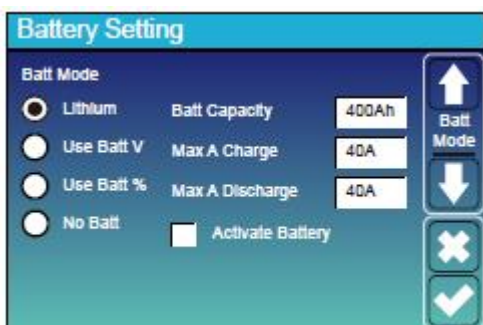 Battery Setting
Batt Mode
Lithium
Batt Capacity 400Ah
Use Batt V
Max A Charge 40A
Use Batt %
Max A Discharge 40A
No Batt
Activate Battery
Batt
Mode